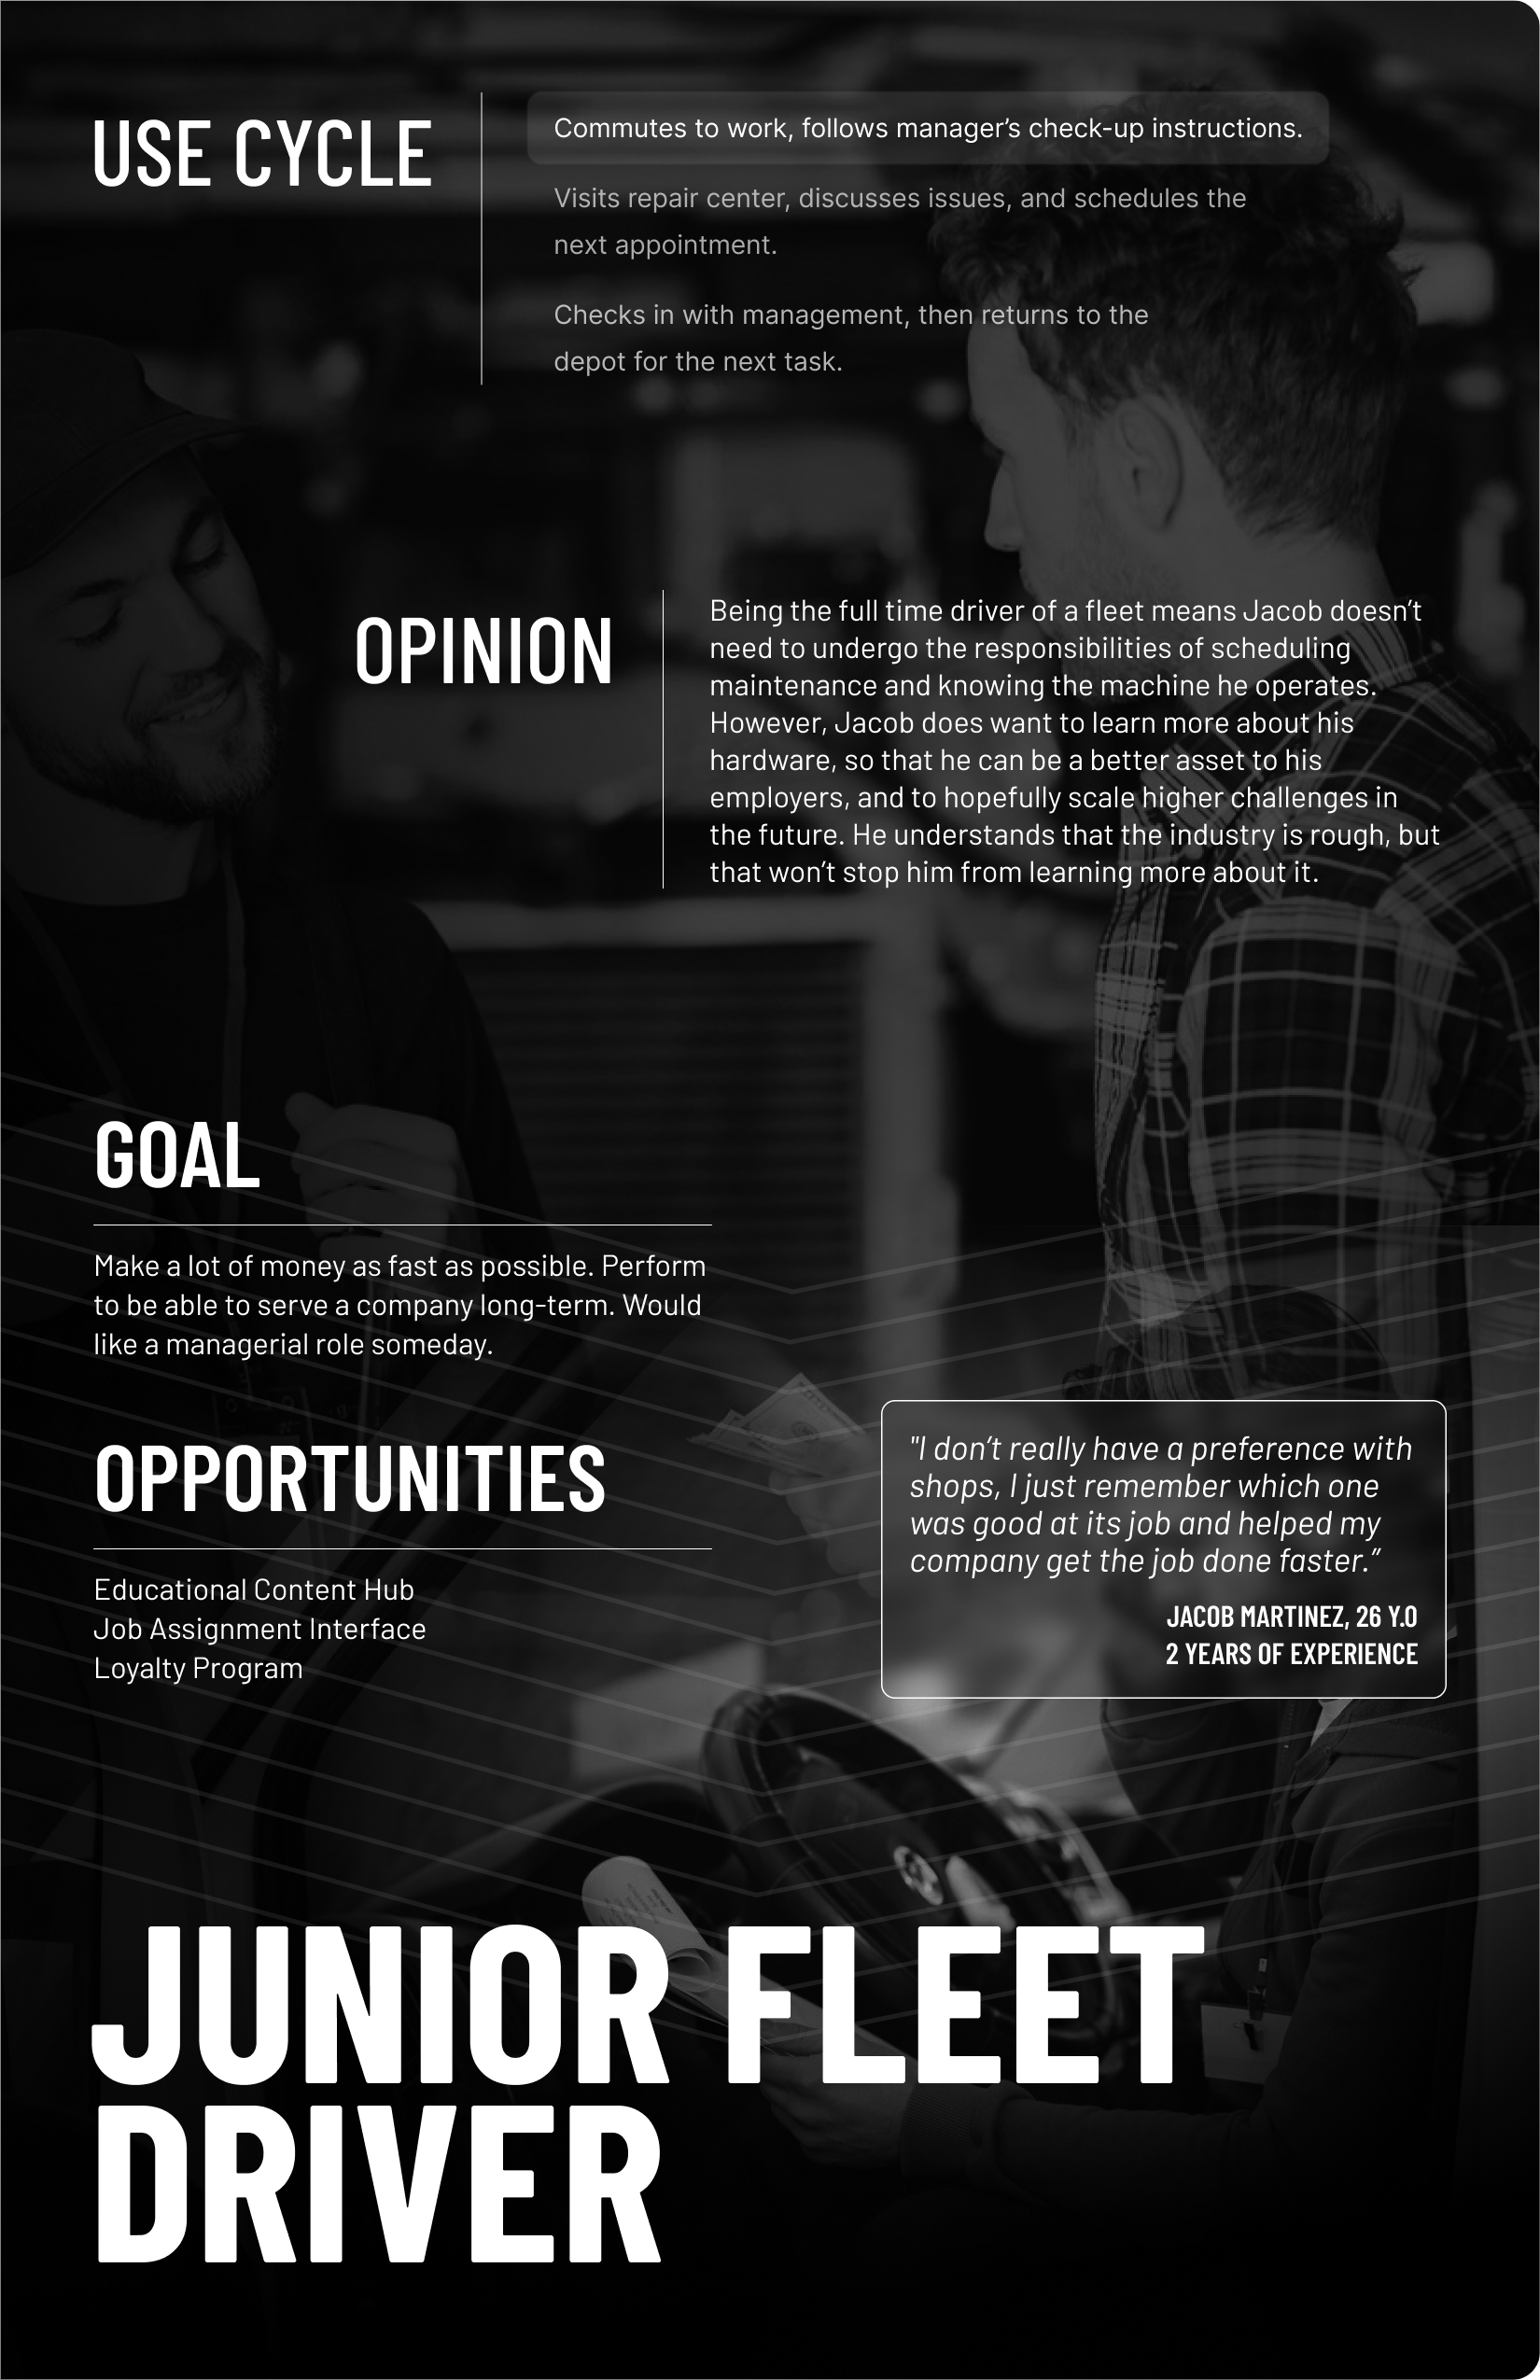 USE CYCLE
Commutes to work, follows manager’s check-up instructions.
Visits repair center, discusses issues, and schedules the
next appointment.
Checks in with management, then returns to the
depot for the next task.
OPINION
Being the full time driver of a fleet means Jacob doesn’t
need to undergo the responsibilities of scheduling
maintenance and knowing the machine he operates.
However, Jacob does want to learn more about his
hardware, so that he can be a better asset to his
employers, and to hopefully scale higher challenges in
the future. He understands that the industry is rough, but
that won’t stop him from learning more about it.
GOAL
Make a lot of money as fast as possible. Perform
to be able to serve a company long-term. Would
like a managerial role someday.
OPPORTUNITIES
Educational Content Hub
Job Assignment Interface
Loyalty Program
"I don’t really have a preference with
shops, I just remember which one
was good at its job and helped my
company get the job done faster.”
JACOB MARTINEZ, 26 Y.O
2 YEARS OF EXPERIENCE
JUNIOR FLEET
DRIVER